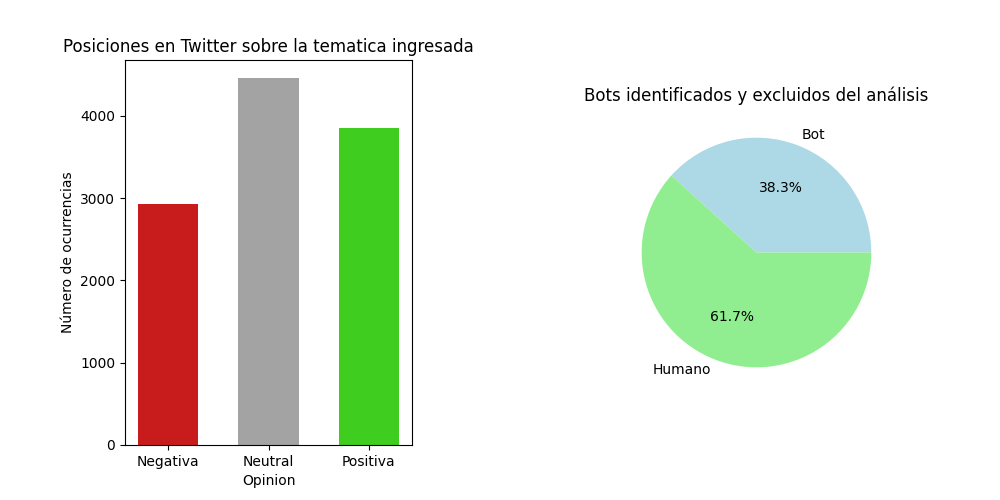 Posiciones en Twitter sobre la tematica ingresada
Número de ocurrencias
4000
3000
2000
1000
0
Negativa
Neutral
Positiva
Opinion
Bots identificados y excluidos del análisis
Bot
38.3%
61.7%
Humano